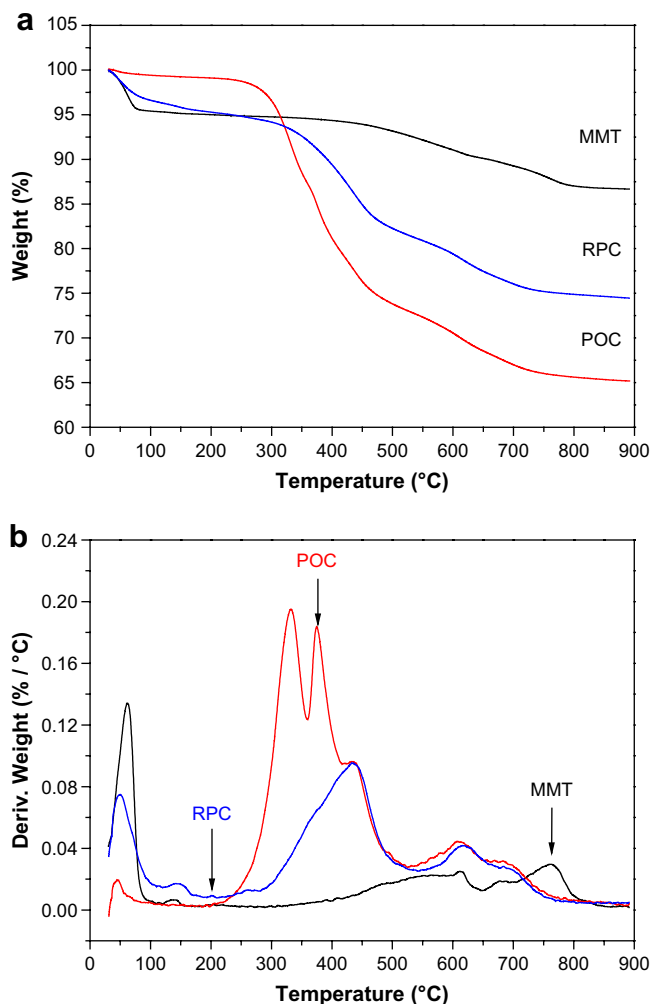 a
105
100
95
90
85
80
75
70
65
60
Weight (%)
MMT
RPC
POC
0 100 200 300 400 500 600 700 800 900
Temperature (°C)
b
0.24
0.20
0.16
0.12
0.08
0.04
0.00
Deriv. Weight (% / °C)
POC
RPC
MMT
0 100 200 300 400 500 600 700 800 900
Temperature (°C)